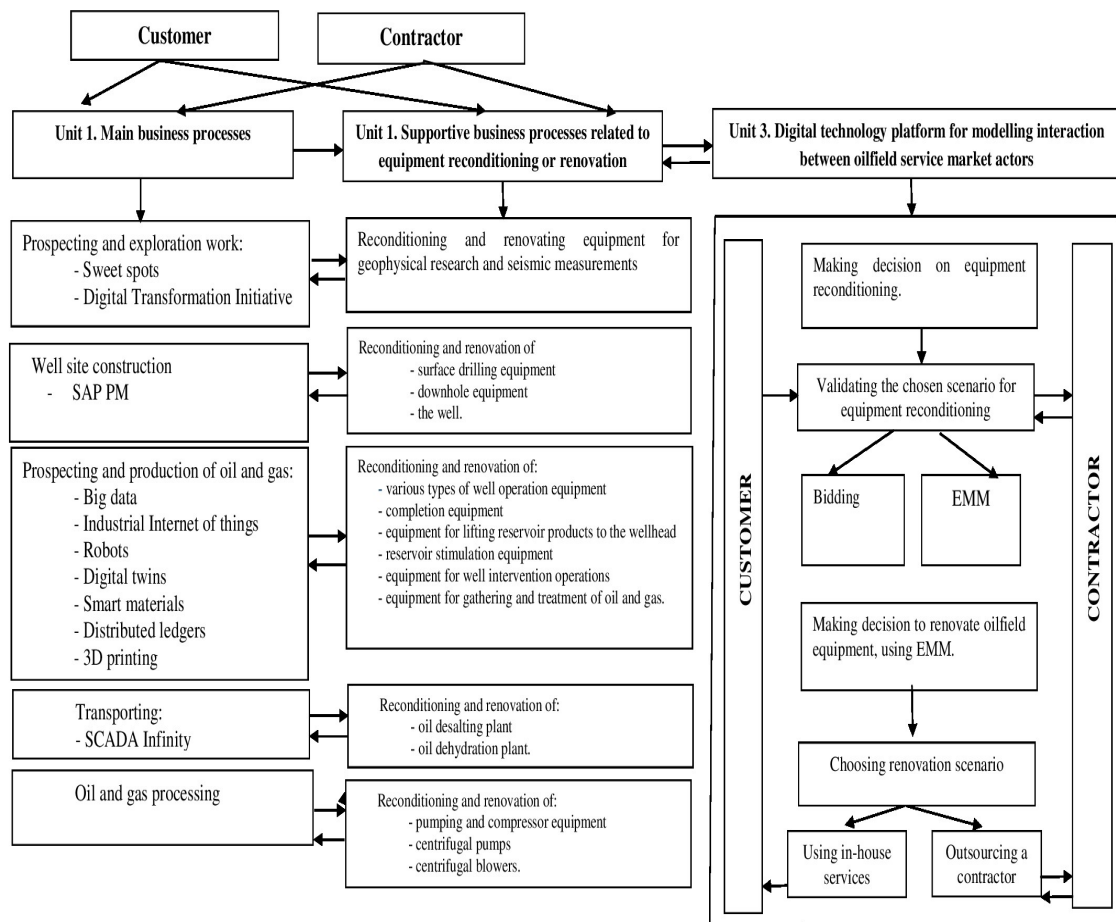 Customer
Contractor
Unit 1. Main business processes
Unit 1. Supportive business processes related to
equipment reconditioning or renovation
Unit 3. Digital technology platform for modelling interaction
between oilfield service market actors
Prospecting and exploration work:
- Sweet spots
- Digital Transformation Initiative
Reconditioning and renovating equipment for
geophysical research and seismic measurements
Well site construction
- SAP PM
Reconditioning and renovation of
- surface drilling equipment
- downhole equipment
- the well.
Prospecting and production of oil and gas:
- Big data
- Industrial Internet of things
- Robots
- Digital twins
- Smart materials
- Distributed ledgers
- 3D printing
Reconditioning and renovation of:
- various types of well operation equipment
- completion equipment
- equipment for lifting reservoir products to the wellhead
- reservoir stimulation equipment
- equipment for well intervention operations
- equipment for gathering and treatment of oil and gas.
Transporting:
- SCADA Infinity
Reconditioning and renovation of:
- oil desalting plant
- oil dehydration plant.
Oil and gas processing
Reconditioning and renovation of:
- pumping and compressor equipment
- centrifugal pumps
- centrifugal blowers.
CUSTOMER
Making decision on equipment
reconditioning.
Validating the chosen scenario for
equipment reconditioning
Bidding
EMM
Making decision to renovate oilfield
equipment, using EMM.
Choosing renovation scenario
Using in-house
services
Outsourcing a
contractor
CONTRACTOR